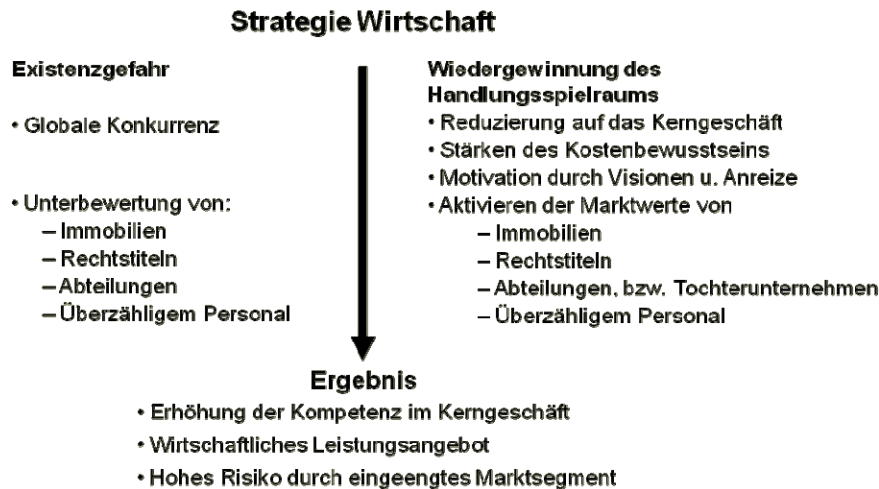 Strategie Wirtschaft
Existenzgefahr
• Globale Konkurrenz
• Unterbewertung von:
– Immobilien
– Rechtstiteln
– Abteilungen
– Überzähligem Personal
Wiedergewinnung des
Handlungsspielraums
• Reduzierung auf das Kerngeschäft
• Stärken des Kostenbewusstseins
• Motivation durch Visionen u. Anreize
• Aktivieren der Marktwerte von
– Immobilien
– Rechtstiteln
– Abteilungen, bzw. Tochterunternehmen
– Überzähligem Personal
Ergebnis
• Erhöhung der Kompetenz im Kerngeschäft
• Wirtschaftliches Leistungsangebot
• Hohes Risiko durch eingeengtes Marktsegment